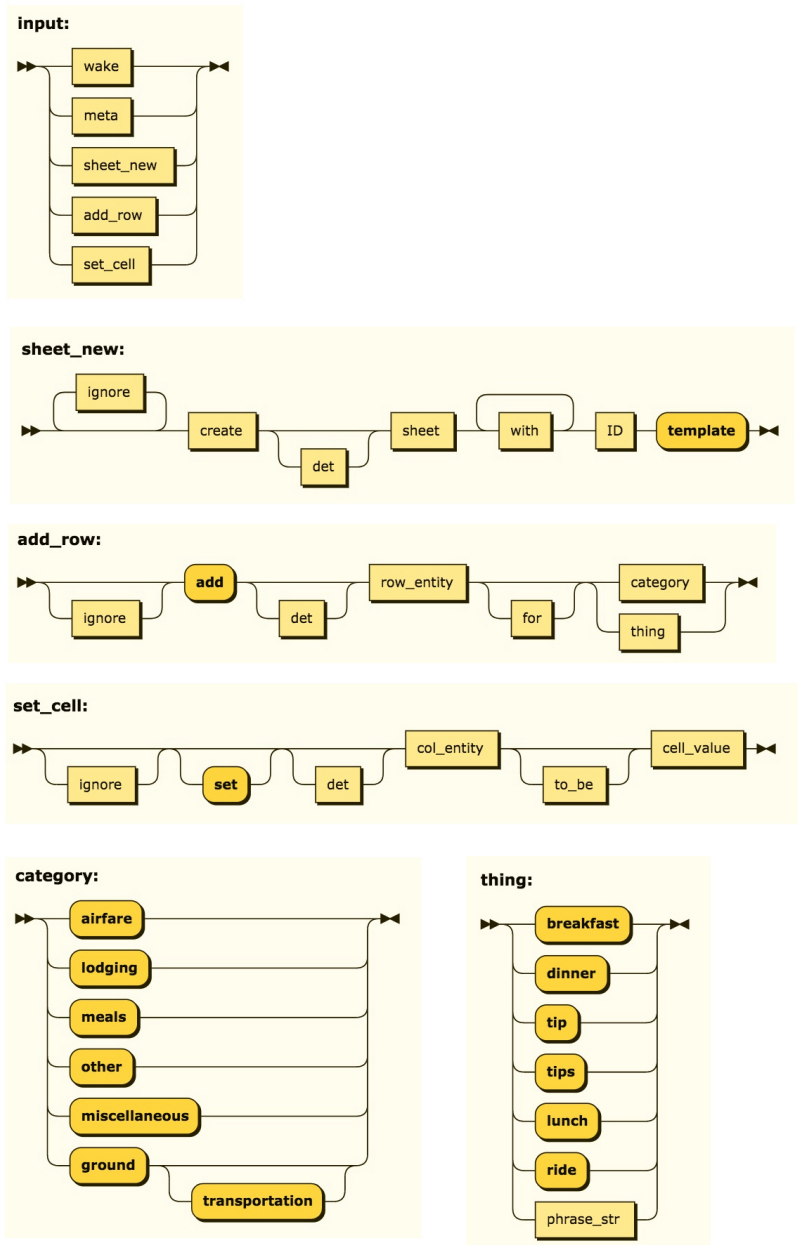 input:
wake
meta
sheet_new
add_row
set_cell
sheet_new:
ignore
create sheet with ID template
det
add_row:
add row_entity category
ignore det for
thing
set_cell:
col_entity cell_value
ignore set det to_be
category:
airfare
lodging
meals
other
miscellaneous
ground
transportation
thing:
breakfast
dinner
tip
tips
lunch
ride
phrase_str